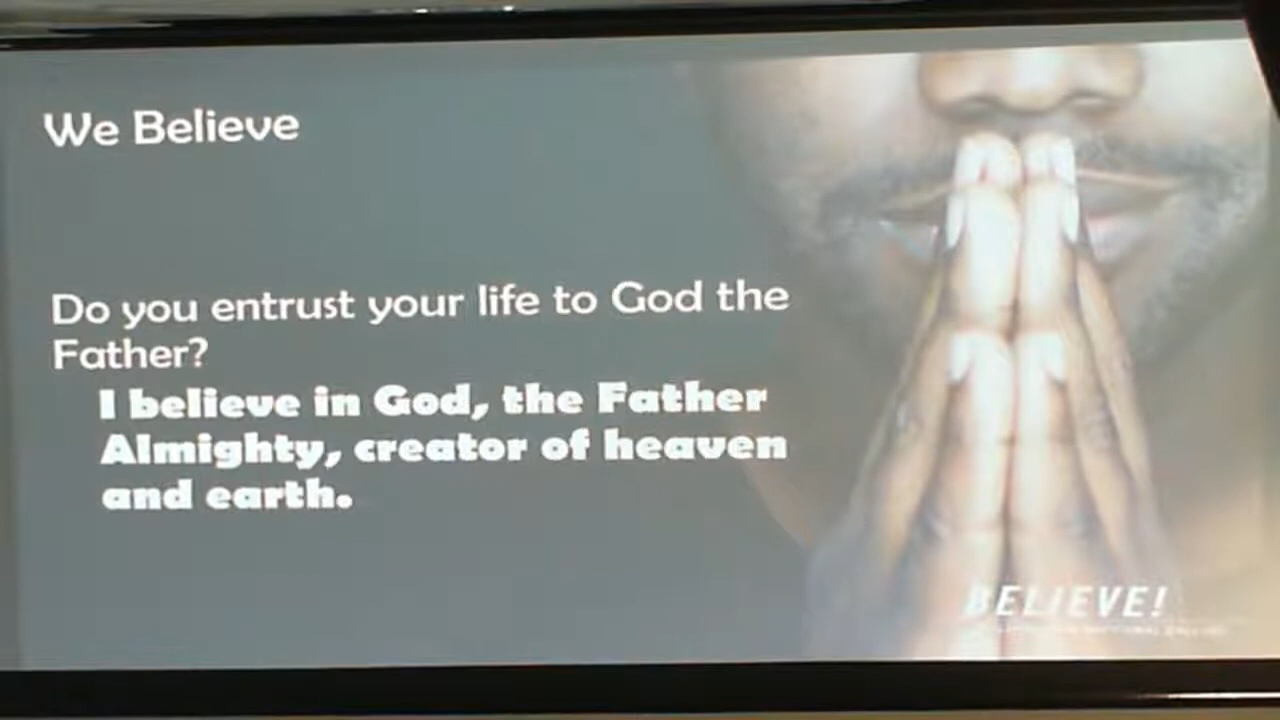 We Believe
Do you entrust your life to God the
Father?
I believe in God, the Father
Almighty, creator of heaven
and earth.
BELIEVE!